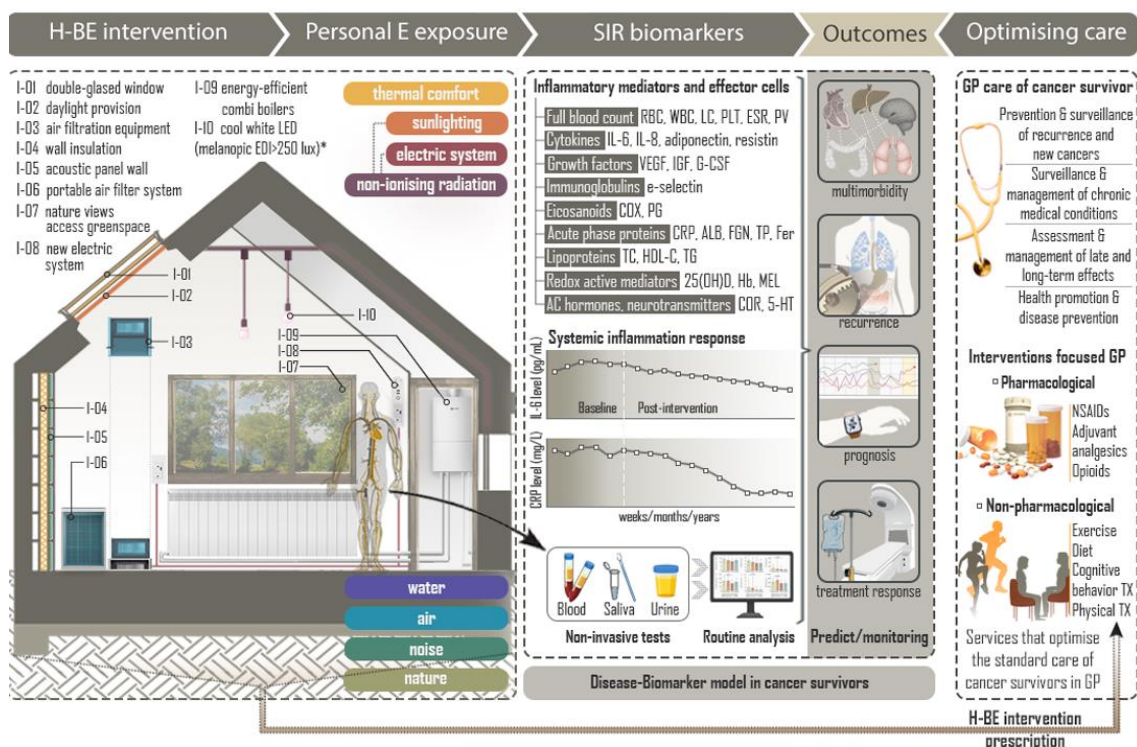 H-BE intervention
Personal E exposure
SIR biomarkers
Outcomes
Optimising care
I-01 double-glased window
I-02 daylight provision
I-03 air filtration equipment
I-04 wall insulation
I-05 acoustic panel wall
I-06 portable air filter system
I-07 nature views
access greenspace
I-08 new electric
system
I-09 energy-efficient
combi boilers
I-10 cool white LED
(melanopic EDI>250 lux)*
thermal comfort
sunlighting
electric system
non-ionising radiation
I-01
I-02
I-03
I-10
I-09
I-08
I-07
I-04
I-05
I-06
water
air
noise
nature
Inflammatory mediators and effector cells
Full blood count RBC, WBC, LC, PLT, ESR, PV
Cytokines IL-6, IL-8, adiponectin, resistin
Growth factors VEGF, IGF, G-CSF
Immunoglobulins e-selectin
Eicosanoids COX, PG
Acute phase proteins CRP, ALB, FGN, TP, Fer
Lipoproteins TC, HDL-C, TG
Redox active mediators 25(OH)D, Hb, MEL
AC hormones, neurotransmitters COR, 5-HT
Systemic inflammation response
IL-6 level (pg/mL)
Baseline
Post-intervention
CRP level (mg/L)
weeks/months/years
Blood
Saliva
Urine
Non-invasive tests
Routine analysis
multimorbidity
recurrence
prognosis
treatment response
Predict/monitoring
Disease-Biomarker model in cancer survivors
GP care of cancer survivor
Prevention & surveillance
of recurrence and
new cancers
Surveillance &
management of chronic
medical conditions
Assessment &
management of late and
long-term effects
Health promotion &
disease prevention
Interventions focused GP
Pharmacological
NSAIDs
Adjuvant
analgesics
Opioids
Non-pharmacological
Exercise
Diet
Cognitive
behavior TX
Physical TX
Services that optimise
the standard care of
cancer survivors in GP
H-BE intervention
prescription